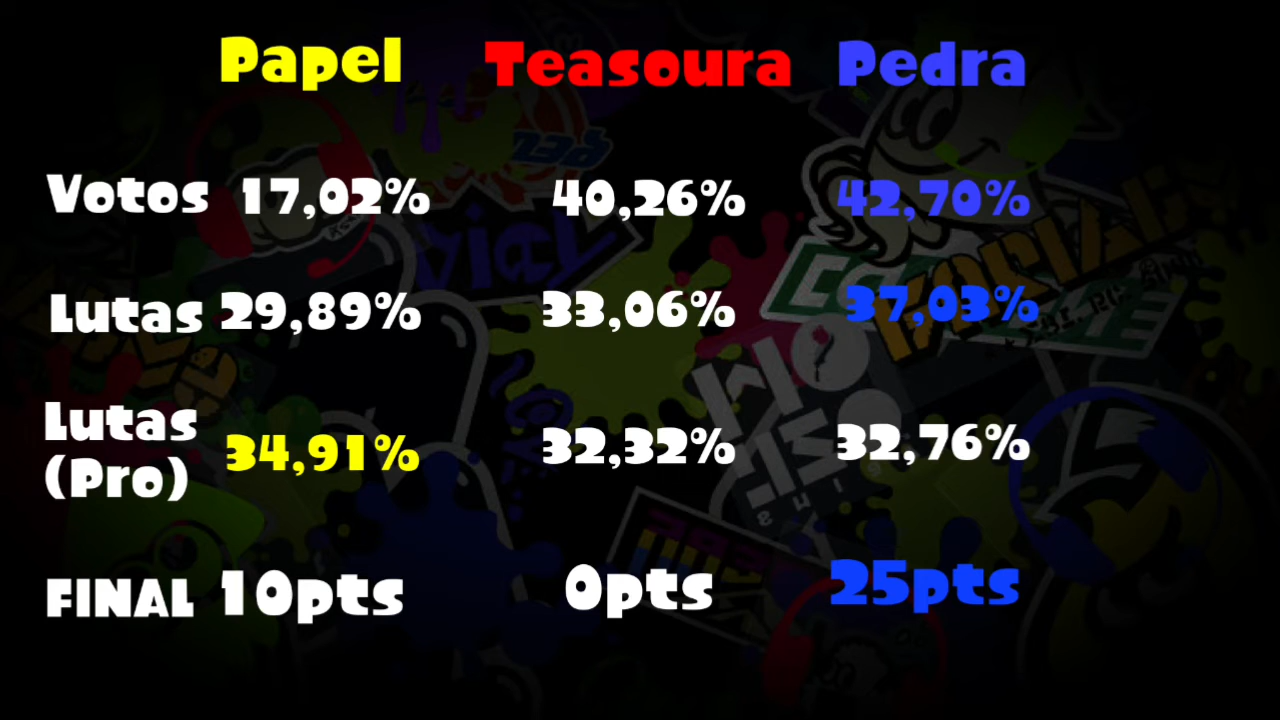 Papel Teasoura Pedra
Votos 17,02% 40,26% 42,70%
Lutas 29,89% 33,06% 37,03%
Lutas
(Pro) 34,91% 32,32% 32,76%
FINAL 10pts 0pts 25pts